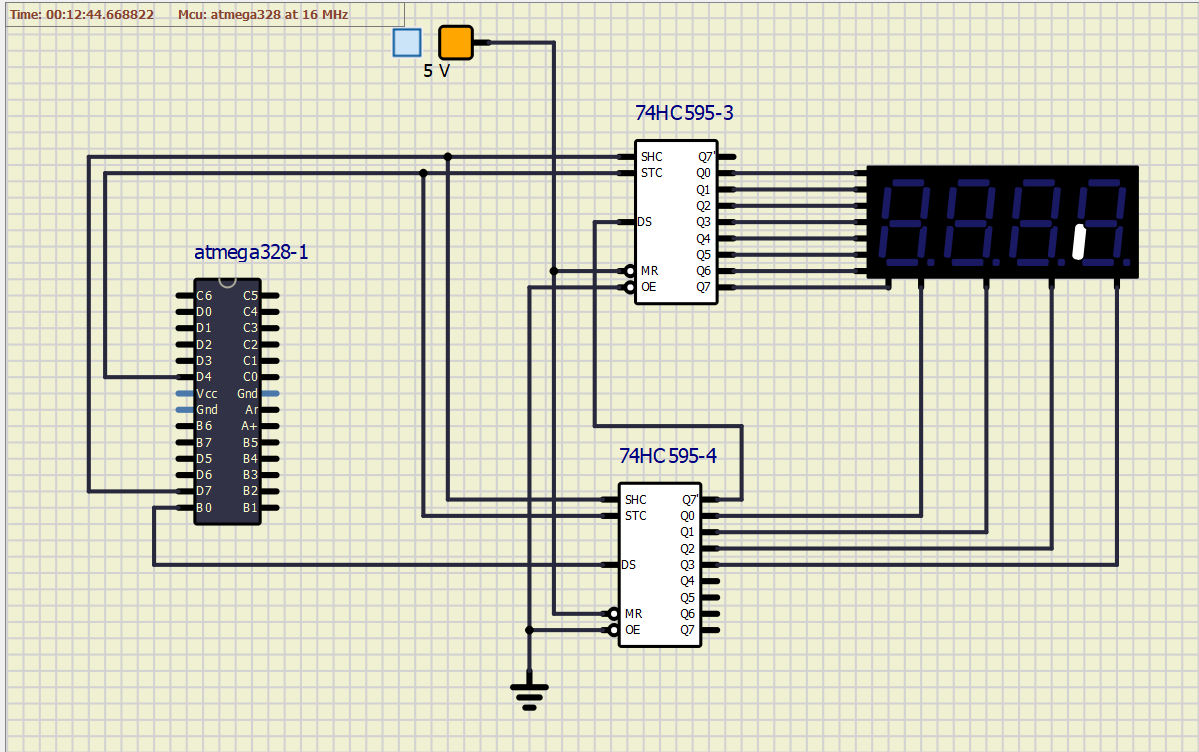 Time: 00:12:44.668822 Mcu: atmega328 at 16 MHz
5 V
74HC595-3
SHC Q7'
STC Q0
Q1
Q2
DS Q3
Q4
Q5
MR Q6
OE Q7
atmega328-1
C6 C5
D0 C4
D1 C3
D2 C2
D3 C1
D4 C0
Vcc Gnd
Gnd Ar
B6 A+
B7 B5
D5 B4
D6 B3
D7 B2
B0 B1
74HC595-4
SHC Q7'
STC Q0
Q1
Q2
DS Q3
Q4
Q5
MR Q6
OE Q7